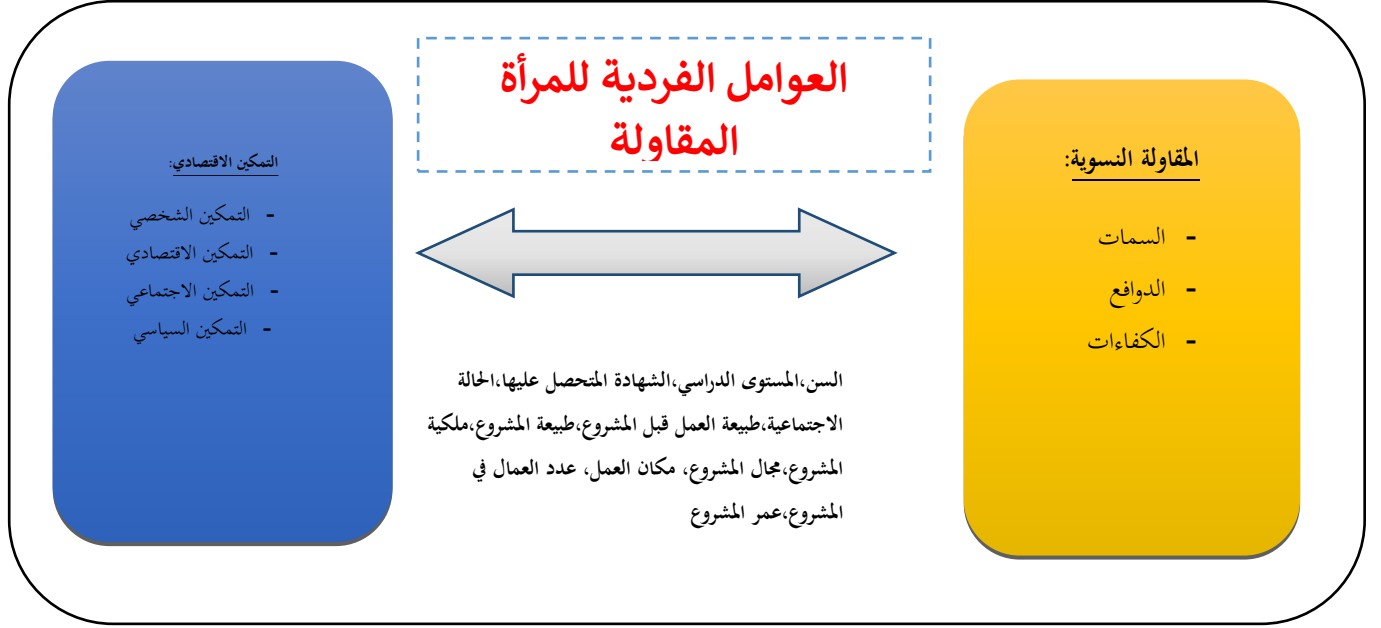 العوامل الفردية للمرأة
المقاولة
المقاولة النسوية:
- السمات
- الدوافع
- الكفاءات
السن،المستوى الدراسي،الشهادة المتحصل عليها،الحالة
الاجتماعية،طبيعة العمل قبل المشروع،طبيعة المشروع،ملكية
المشروع،مجال المشروع، مكان العمل، عدد العمال في
المشروع،عمر المشروع
التمكين الاقتصادي:
- التمكين الشخصي
- التمكين الاقتصادي
- التمكين الاجتماعي
- التمكين السياسي